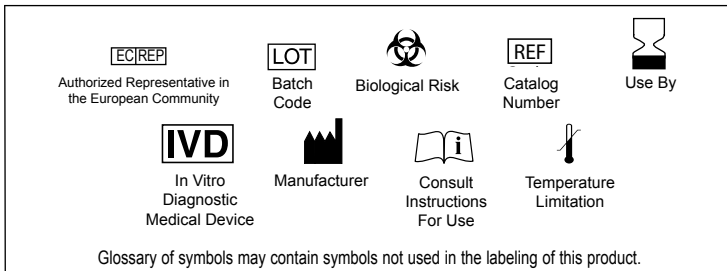 EC REP
Authorized Representative in
the European Community
LOT
Batch
Code
Biological Risk
REF
Catalog
Number
Use By
IVD
In Vitro
Diagnostic
Medical Device
Manufacturer
i
Consult
Instructions
For Use
Temperature
Limitation
Glossary of symbols may contain symbols not used in the labeling of this product.